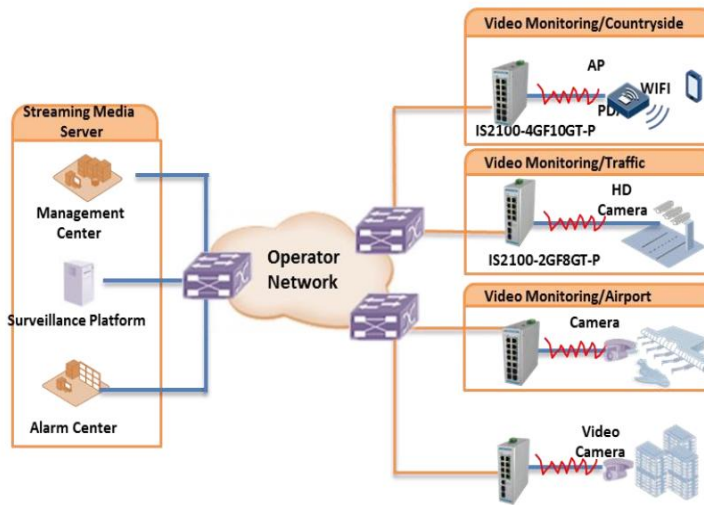 Streaming Media
Server
Management
Center
Surveillance Platform
Alarm Center
Operator
Network
Video Monitoring/Countryside
AP
WIFI
IS2100-4GF10GT-P
Video Monitoring/Traffic
HD
Camera
IS2100-2GF8GT-P
Video Monitoring/Airport
Camera
Video
Camera